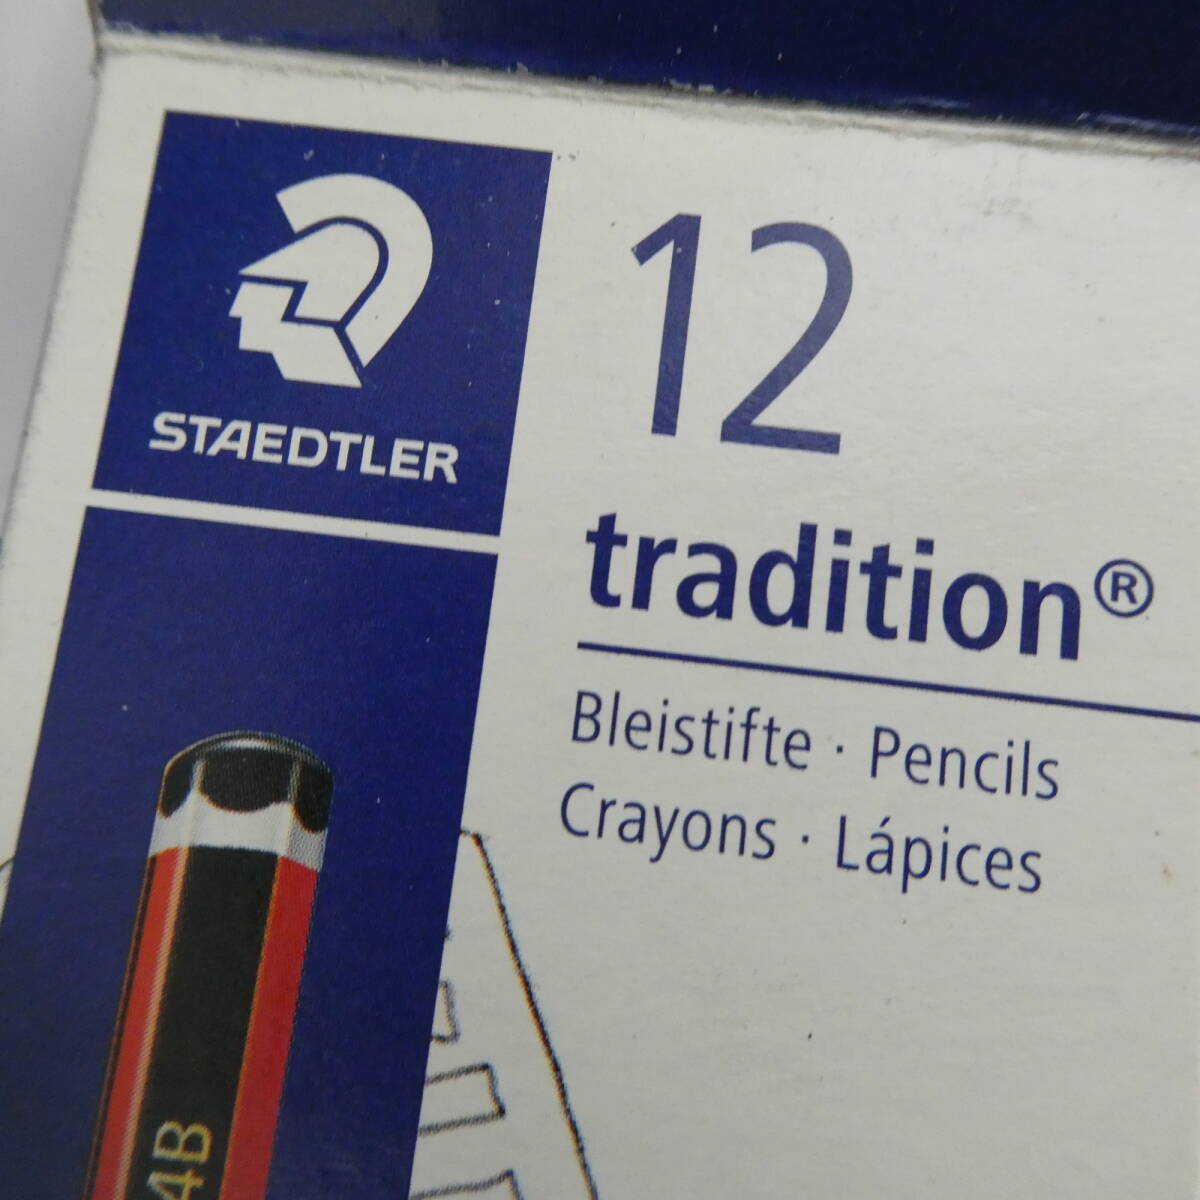 STAEDTLER
12
tradition®
Bleistifte · Pencils
Crayons · Lápices
4B